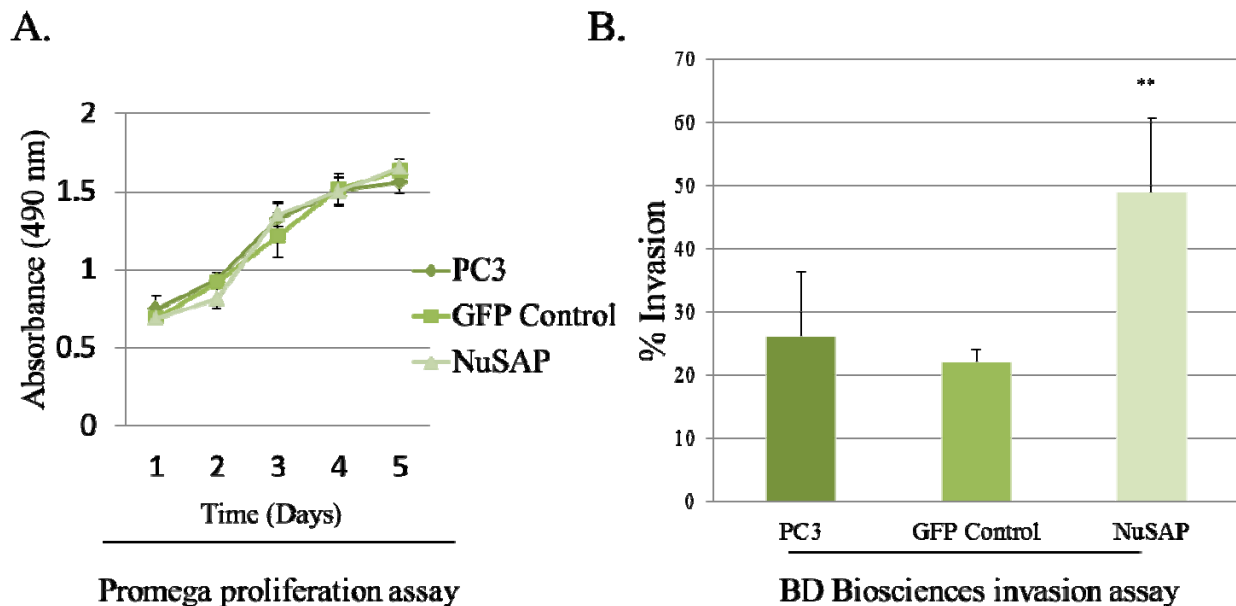 A.
2
1.5
1
0.5
0
Absorbance (490 nm)
1 2 3 4 5
Time (Days)
PC3
GFP Control
NuSAP
Promega proliferation assay
B.
70
60
50
40
30
20
10
0
% Invasion
**
PC3 GFP Control NuSAP
BD Biosciences invasion assay